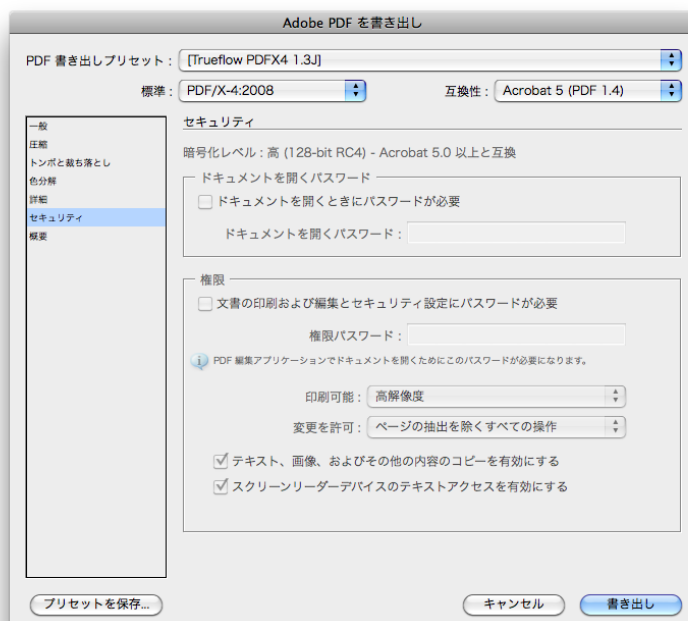 Adobe PDF を書き出し
PDF 書き出しプリセット : [Trueflow PDFX4 1.3J]
標準 : PDF/X-4:2008 互換性 : Acrobat 5 (PDF 1.4)
一般
圧縮
トンボと裁ち落とし
色分解
詳細
セキュリティ
概要
セキュリティ
暗号化レベル : 高 (128-bit RC4) - Acrobat 5.0 以上と互換
ドキュメントを開くパスワード
ドキュメントを開くときにパスワードが必要
ドキュメントを開くパスワード :
権限
文書の印刷および編集とセキュリティ設定にパスワードが必要
権限パスワード :
PDF 編集アプリケーションでドキュメントを開くためにこのパスワードが必要になります。
印刷可能 : 高解像度
変更を許可 : ページの抽出を除くすべての操作
テキスト、画像、およびその他の内容のコピーを有効にする
スクリーンリーダーデバイスのテキストアクセスを有効にする
プリセットを保存... キャンセル 書き出し